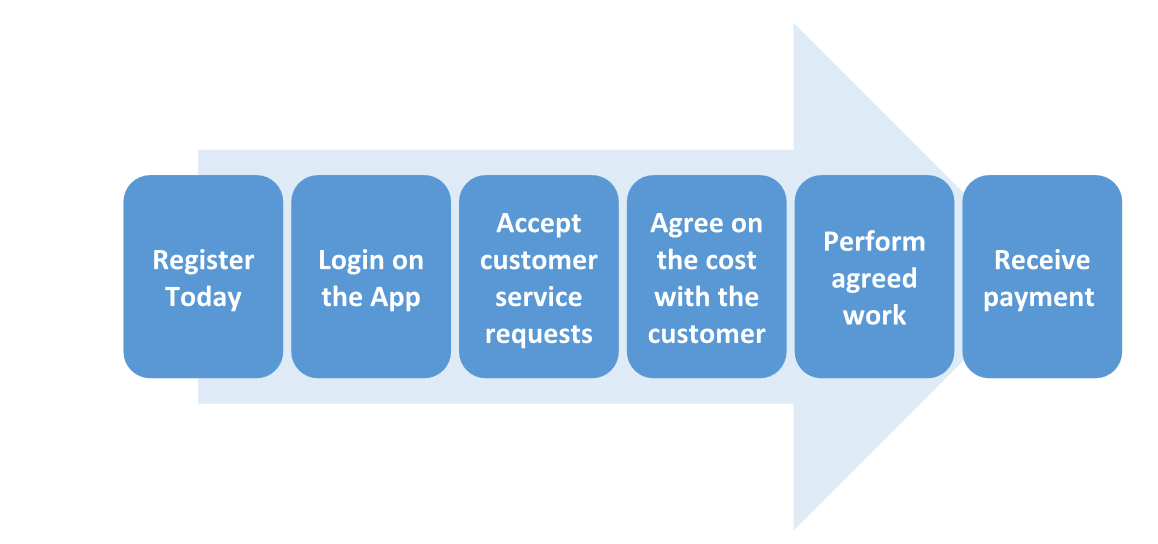 Register
Today
Login on
the App
Accept
customer
service
requests
Agree on
the cost
with the
customer
Perform
agreed
work
Receive
payment